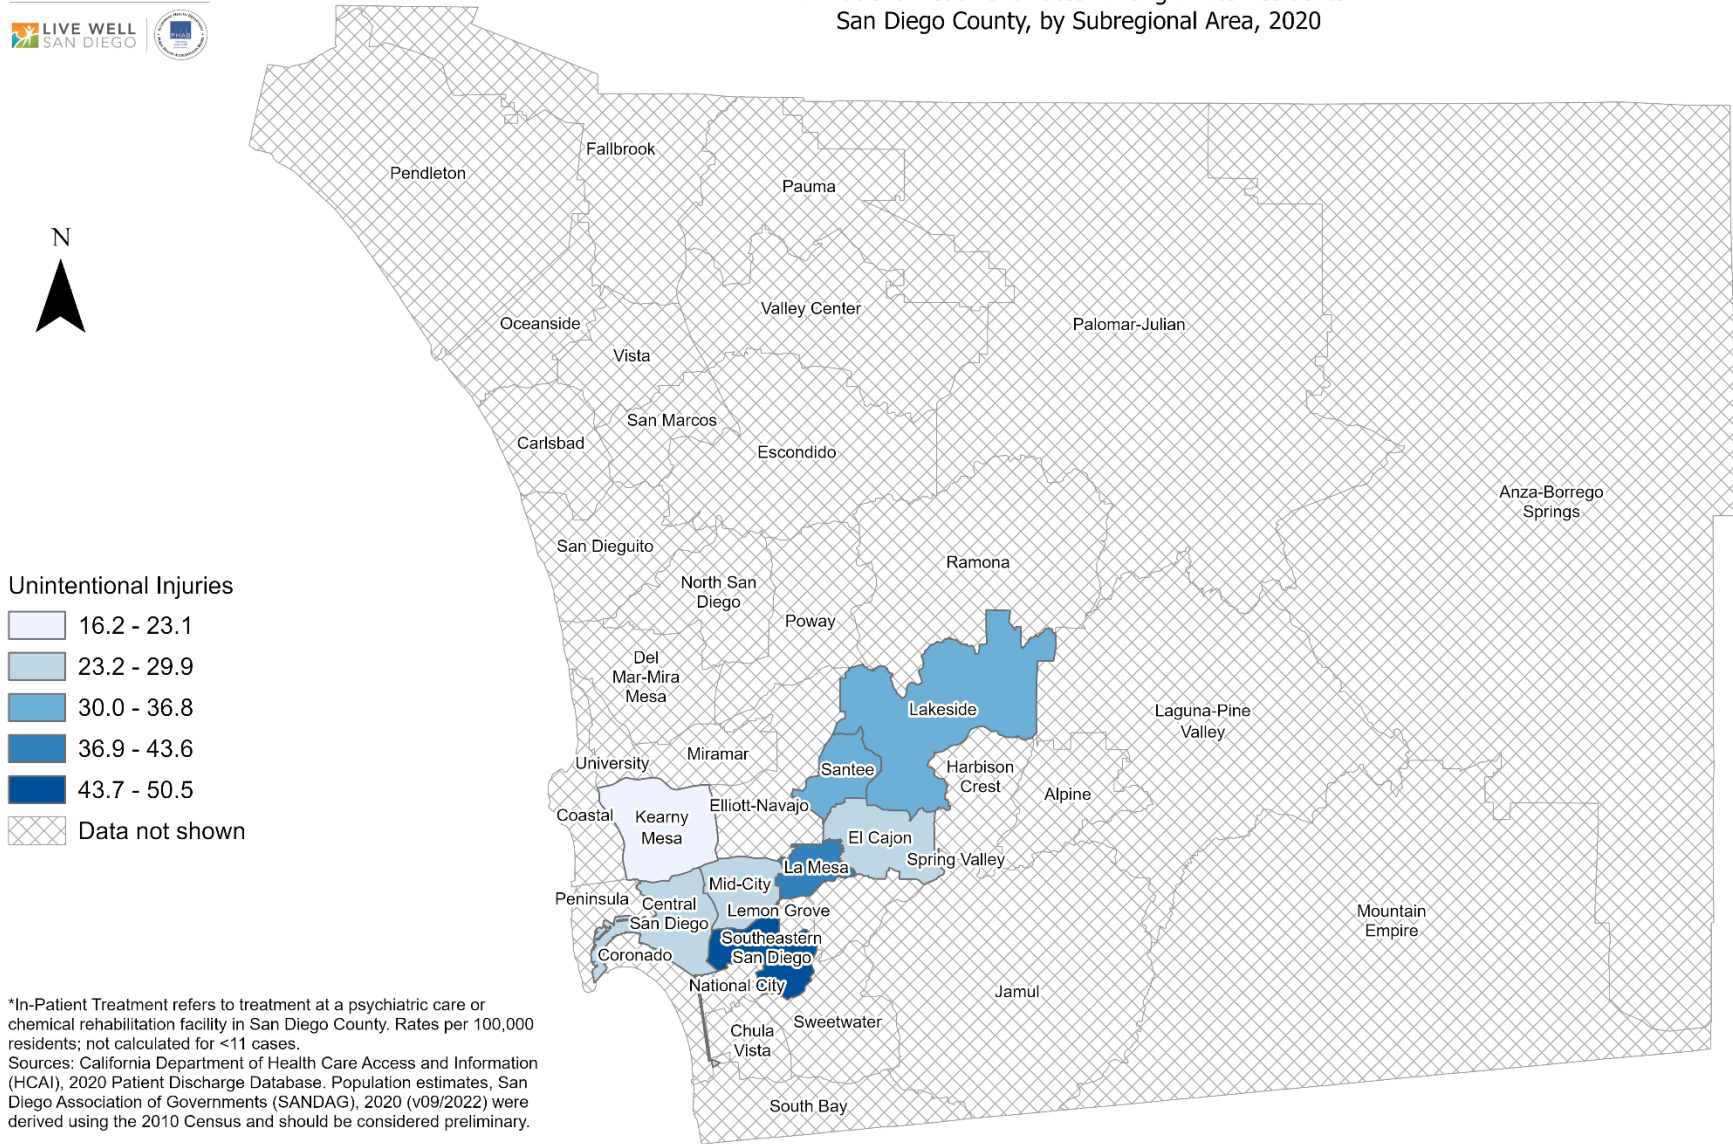 LIVE WELL
SAN DIEGO
PHAB
San Diego County, by Subregional Area, 2020
Fallbrook
Pendleton
Pauma
N
Valley Center
Oceanside
Palomar-Julian
Vista
San Marcos
Carlsbad
Escondido
Anza-Borrego
Springs
San Dieguito
Ramona
North San
Diego
Poway
Del
Mar-Mira
Mesa
Lakeside
Laguna-Pine
Valley
Miramar
University
Santee
Harbison
Crest
Alpine
Elliott-Navajo
Coastal
Kearny
Mesa
El Cajon
Spring Valley
La Mesa
Mid-City
Peninsula
Central
San Diego
Lemon Grove
Mountain
Empire
Southeastern
San Diego
Coronado
National City
Jamul
Sweetwater
Chula
Vista
South Bay
Unintentional Injuries
16.2 - 23.1
23.2 - 29.9
30.0 - 36.8
36.9 - 43.6
43.7 - 50.5
Data not shown
*In-Patient Treatment refers to treatment at a psychiatric care or
chemical rehabilitation facility in San Diego County. Rates per 100,000
residents; not calculated for <11 cases.
Sources: California Department of Health Care Access and Information
(HCAI), 2020 Patient Discharge Database. Population estimates, San
Diego Association of Governments (SANDAG), 2020 (v09/2022) were
derived using the 2010 Census and should be considered preliminary.